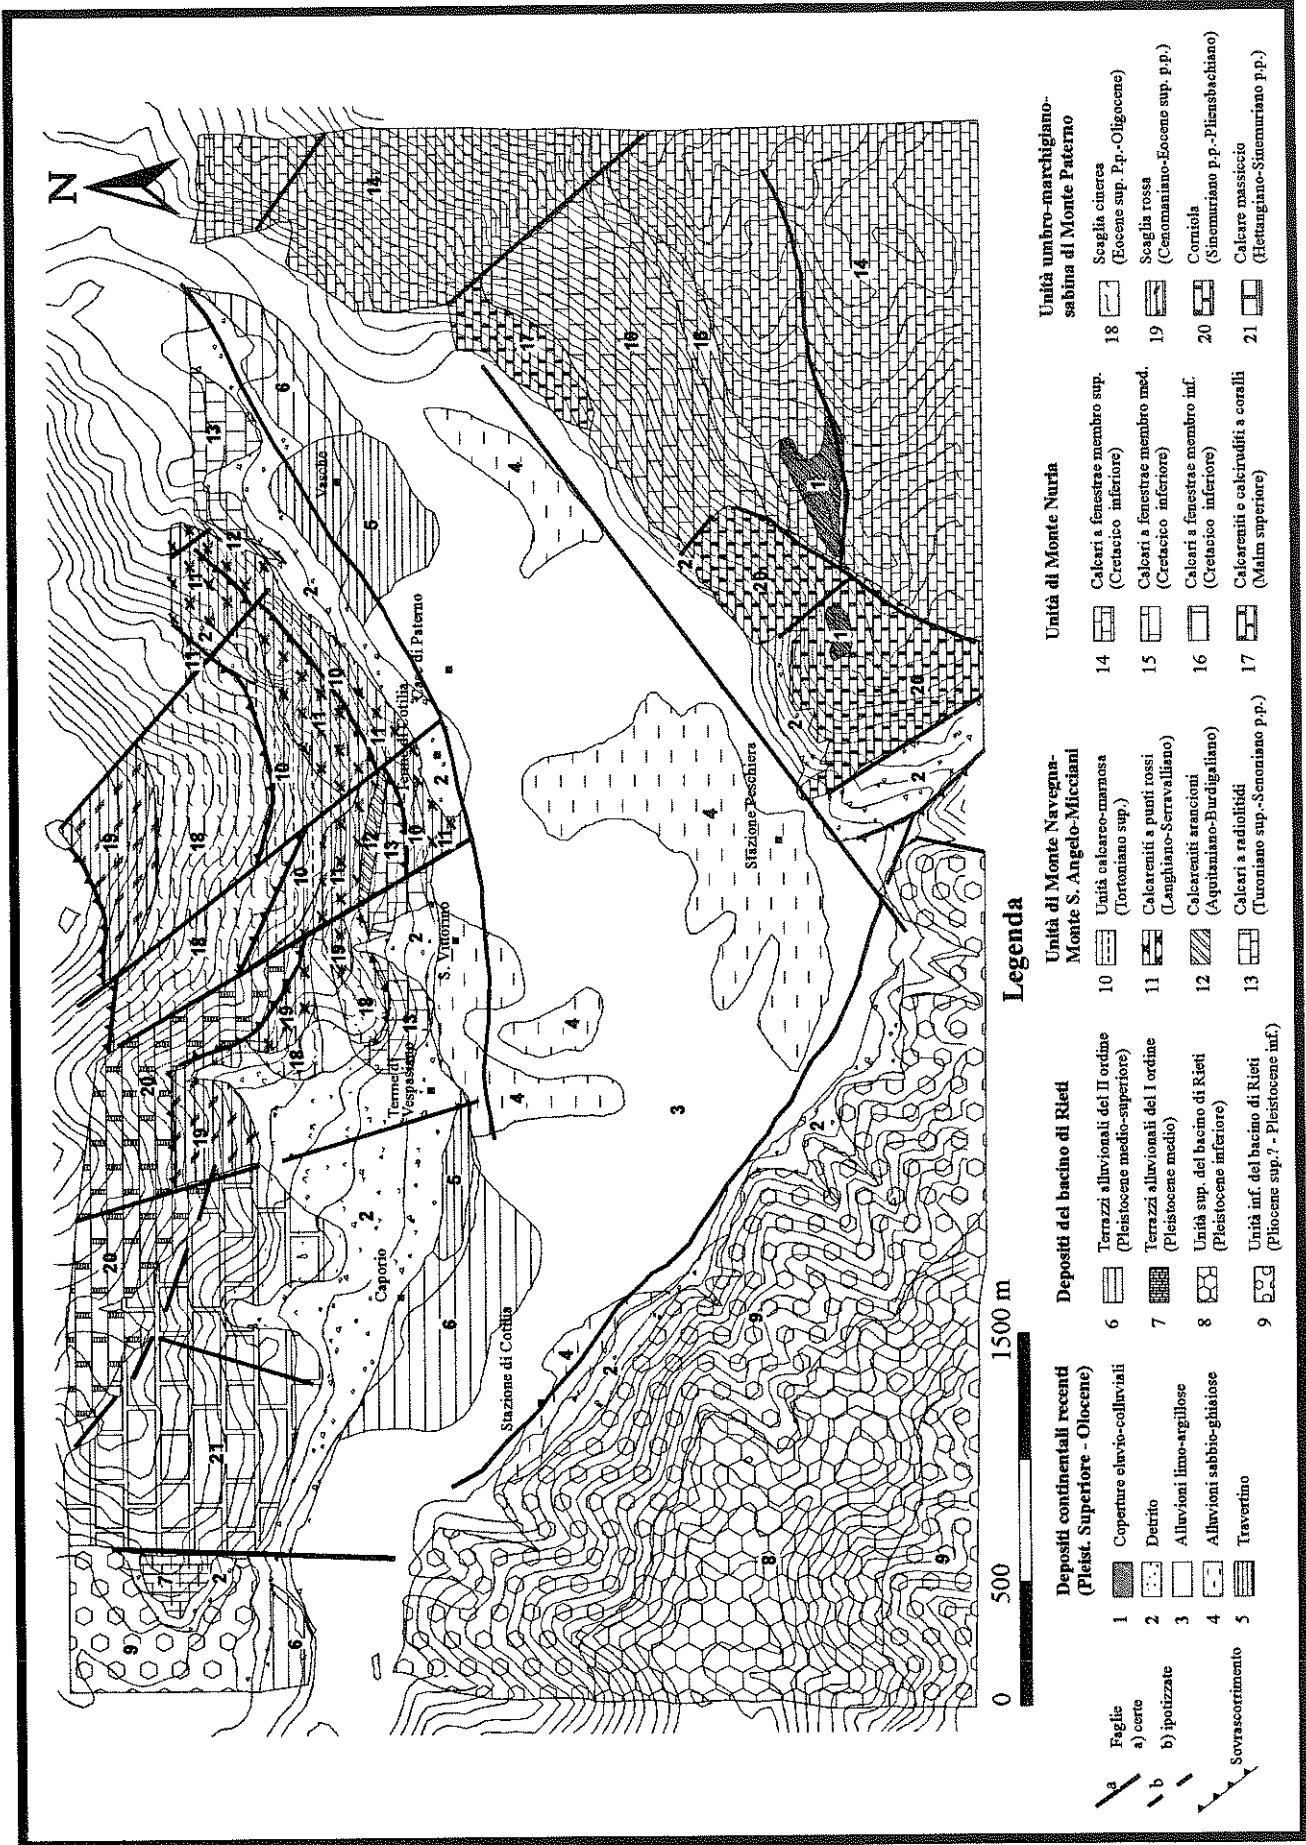 N
Vasche
Case di Paterno
Terme di Cotilia
S. Vittorino
Terme di
Vespasiano
Caporio
Stazione di Cotilia
Stazione Peschiera
0
500
1500 m
Legenda
a
b
Faglie
a) certe
b) ipotizzate
Sovrascorrimento
Depositi continentali recenti
(Pleist. Superiore - Olocene)
1 Coperture eluvio-colluviali
2 Detrito
3 Alluvioni limo-argillose
4 Alluvioni sabbio-ghiaiose
5 Travertino
Depositi del bacino di Rieti
6 Terrazzi alluvionali del II ordine
(Pleistocene medio-superiore)
7 Terrazzi alluvionali del I ordine
(Pleistocene medio)
8 Unità sup. del bacino di Rieti
(Pleistocene inferiore)
9 Unità inf. del bacino di Rieti
(Pliocene sup.? - Pleistocene inf.)
Unità di Monte Navegna-
Monte S. Angelo-Micciani
10 Unità calcareo-marnosa
(Tortoniano sup.)
11 Calcareniti a punti rossi
(Langhiano-Serravalliano)
12 Calcareniti arancioni
(Aquitaniano-Burdigaliano)
13 Calcari a radiolitidi
(Turoniano sup.-Senoniano p.p.)
Unità di Monte Nuria
14 Calcari a fenestrae membro sup.
(Cretacico inferiore)
15 Calcari a fenestrae membro med.
(Cretacico inferiore)
16 Calcari a fenestrae membro inf.
(Cretacico inferiore)
17 Calcareniti e calciruditi a coralli
(Malm superiore)
Unità umbro-marchigiano-
sabina di Monte Paterno
18 Scaglia cinerea
(Eocene sup. P.p.-Oligocene)
19 Scaglia rossa
(Cenomaniano-Eocene sup. p.p.)
20 Corniola
(Sinemuriano p.p.-Pliensbachiano)
21 Calcare massiccio
(Hettangiano-Sinemuriano p.p.)